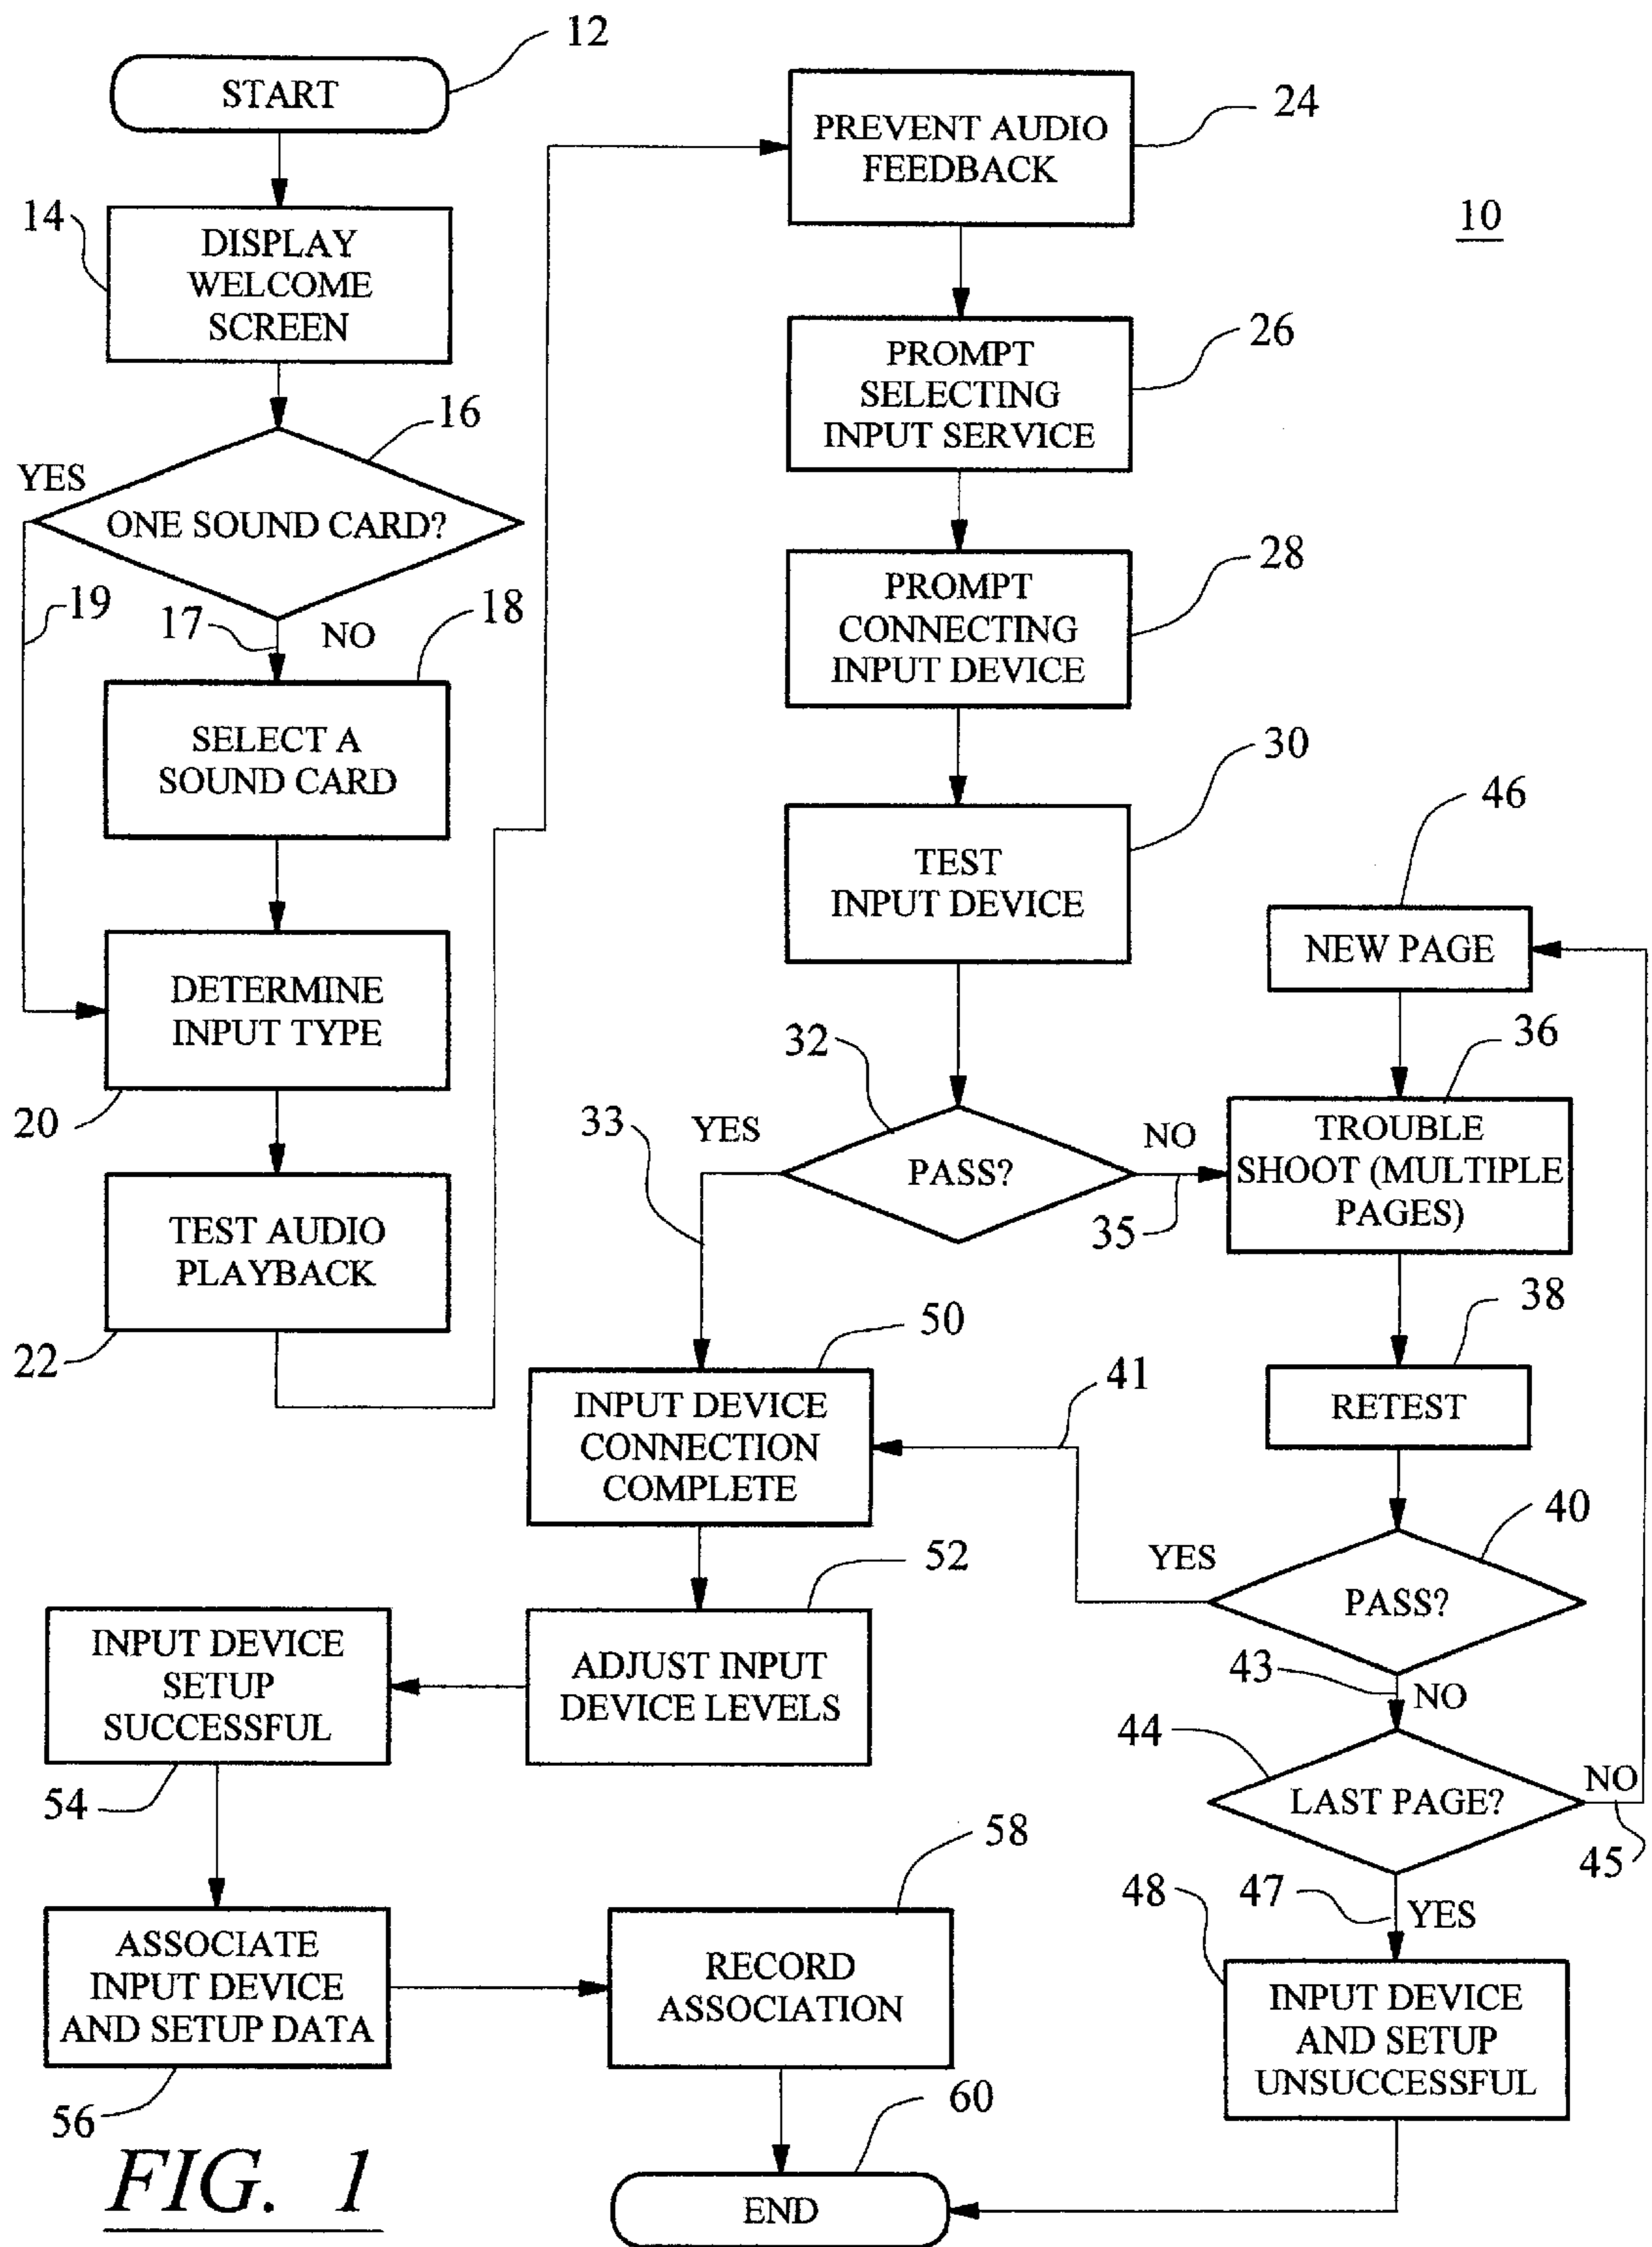 12
START
14
DISPLAY
WELCOME
SCREEN
16
YES
ONE SOUND CARD?
19
17
NO
18
SELECT A
SOUND CARD
DETERMINE
INPUT TYPE
20
TEST AUDIO
PLAYBACK
22
PREVENT AUDIO
FEEDBACK
24
10
PROMPT
SELECTING
INPUT SERVICE
26
PROMPT
CONNECTING
INPUT DEVICE
28
TEST
INPUT DEVICE
30
32
YES
33
PASS?
NO
35
46
NEW PAGE
36
TROUBLE
SHOOT (MULTIPLE
PAGES)
38
RETEST
40
YES
41
PASS?
43
NO
44
LAST PAGE?
NO
45
47
YES
48
INPUT DEVICE
AND SETUP
UNSUCCESSFUL
50
INPUT DEVICE
CONNECTION
COMPLETE
52
ADJUST INPUT
DEVICE LEVELS
INPUT DEVICE
SETUP
SUCCESSFUL
54
ASSOCIATE
INPUT DEVICE
AND SETUP DATA
56
58
RECORD
ASSOCIATION
60
END
FIG. 1